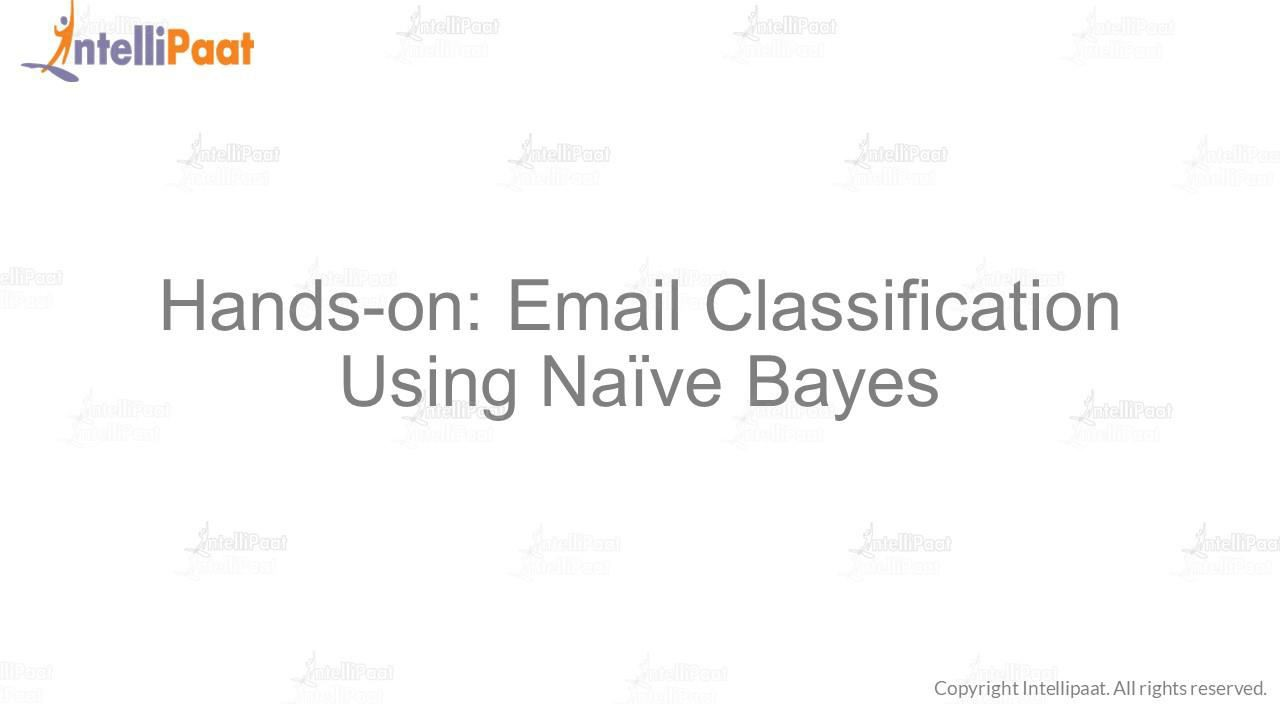 IntelliPaat
Hands-on: Email Classification
Using Naïve Bayes
Copyright Intellipaat. All rights reserved.